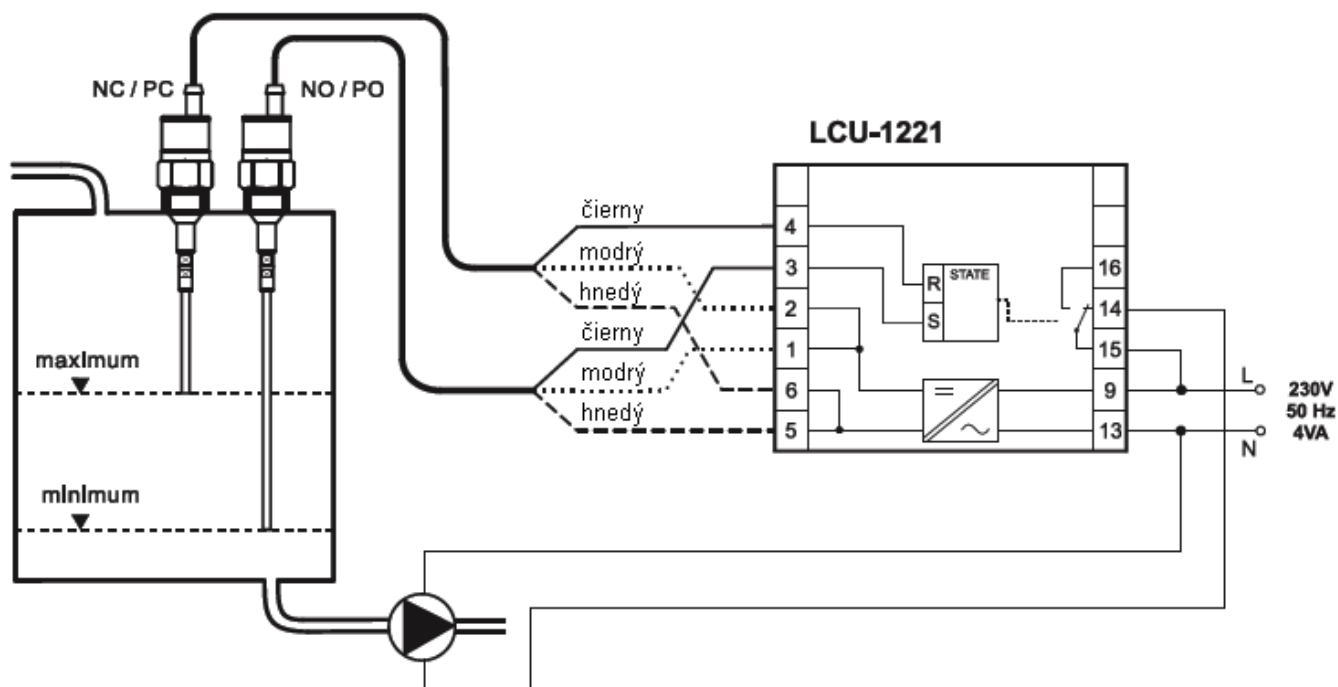 NC / PC
NO / PO
LCU-1221
čierny
modrý
hnedý
čierny
modrý
hnedý
4
3
2
1
6
5
R
S
STATE
16
14
15
9
13
L
N
230V
50 Hz
4VA
maximum
minimum